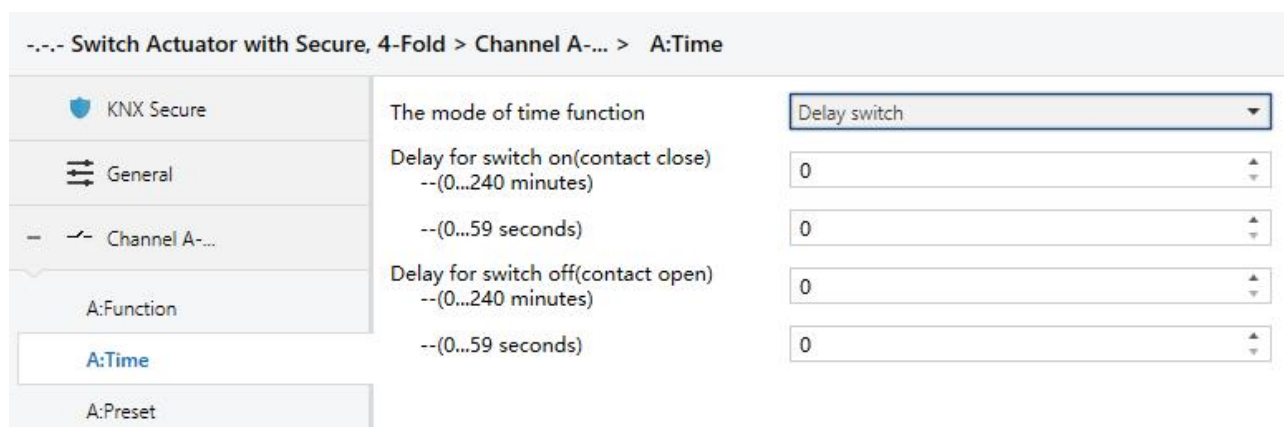 -.-.- Switch Actuator with Secure, 4-Fold > Channel A-... > A:Time
KNX Secure
General
Channel A-...
A:Function
A:Time
A:Preset
The mode of time function
Delay switch
Delay for switch on(contact close)
--(0...240 minutes)
0
--(0...59 seconds)
0
Delay for switch off(contact open)
--(0...240 minutes)
0
--(0...59 seconds)
0